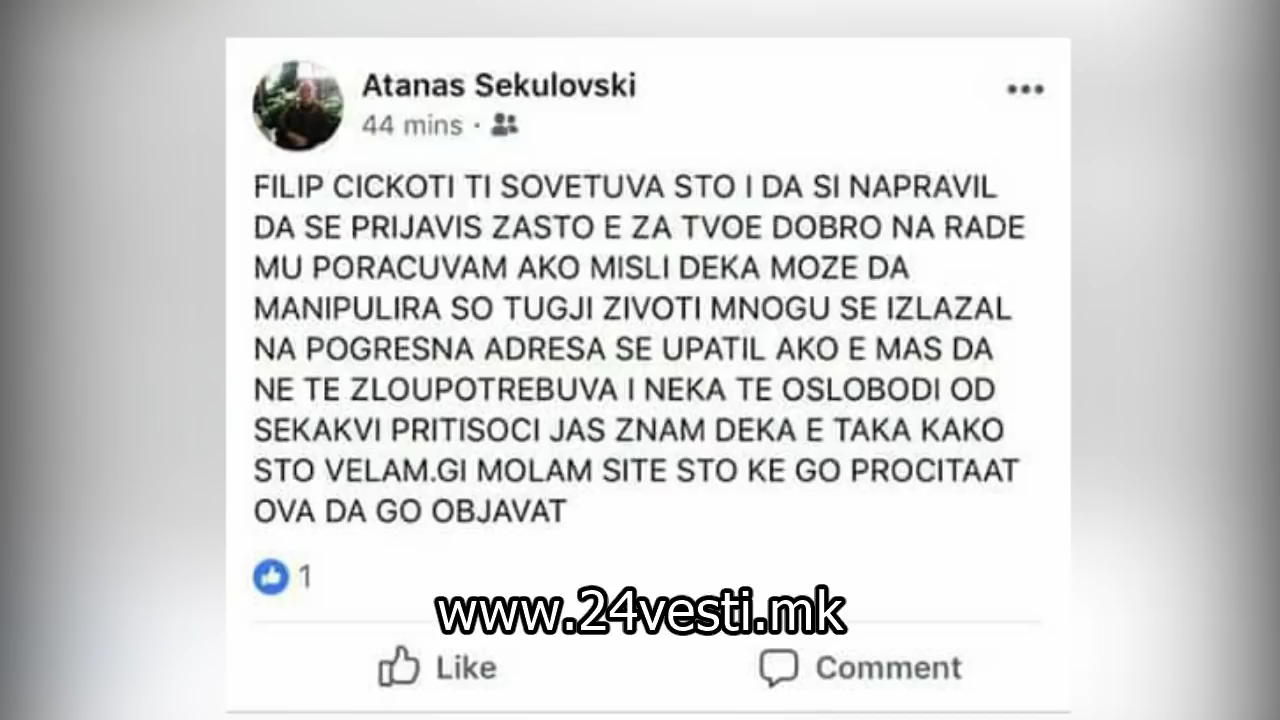 Atanas Sekulovski
44 mins ·
FILIP CICKOTI TI SOVETUVA STO I DA SI NAPRAVIL
DA SE PRIJAVIS ZASTO E ZA TVOE DOBRO NA RADE
MU PORACUVAM AKO MISLI DEKA MOZE DA
MANIPULIRA SO TUGJI ZIVOTI MNOGU SE IZLAZAL
NA POGRESNA ADRESA SE UPATIL AKO E MAS DA
NE TE ZLOUPOTREBUVA I NEKA TE OSLOBODI OD
SEKAKVI PRITISOCI JAS ZNAM DEKA E TAKA KAKO
STO VELAM.GI MOLAM SITE STO KE GO PROCITAAT
OVA DA GO OBJAVAT
1
www.24vesti.mk
Like Comment